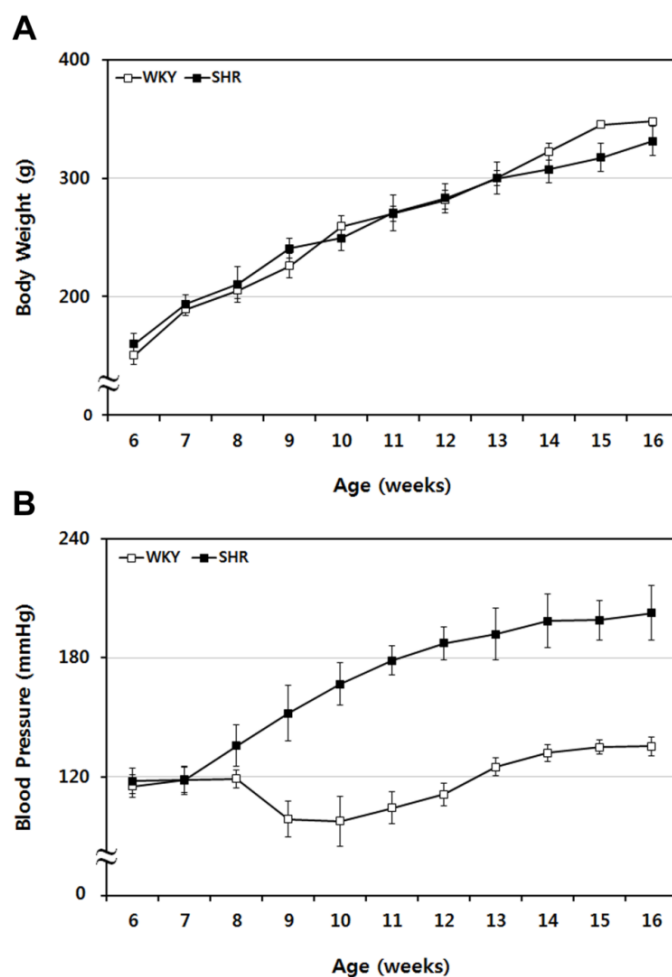 A
400
WKY SHR
300
200
0
Body Weight (g)
6 7 8 9 10 11 12 13 14 15 16
Age (weeks)
B
240
WKY SHR
180
120
0
Blood Pressure (mmHg)
6 7 8 9 10 11 12 13 14 15 16
Age (weeks)